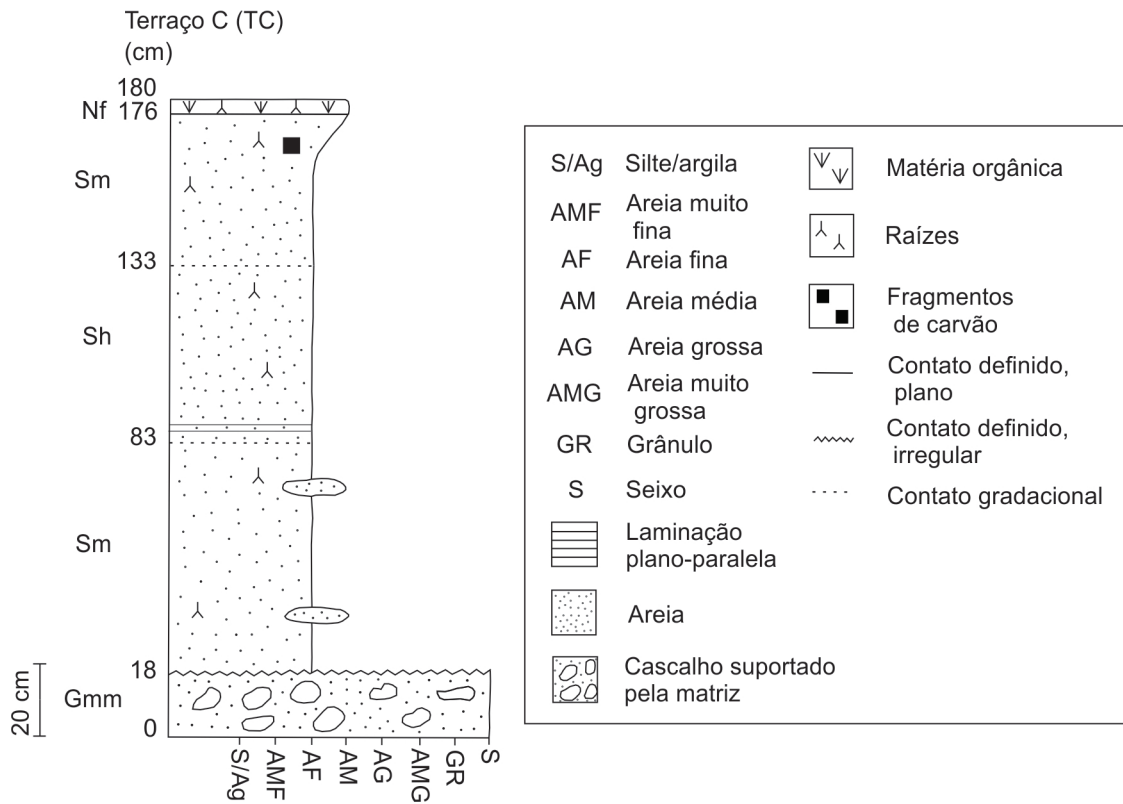 Terraço C (TC)
(cm)
180
Nf 176
Sm
133
Sh
83
Sm
18
Gmm
0
20 cm
S/Ag
AMF
AF
AM
AG
AMG
GR
S
S/Ag Silte/argila
AMF Areia muito
fina
AF Areia fina
AM Areia média
AG Areia grossa
AMG Areia muito
grossa
GR Grânulo
S Seixo
Laminação
plano-paralela
Areia
Cascalho suportado
pela matriz
Matéria orgânica
Raízes
Fragmentos
de carvão
Contato definido,
plano
Contato definido,
irregular
Contato gradacional